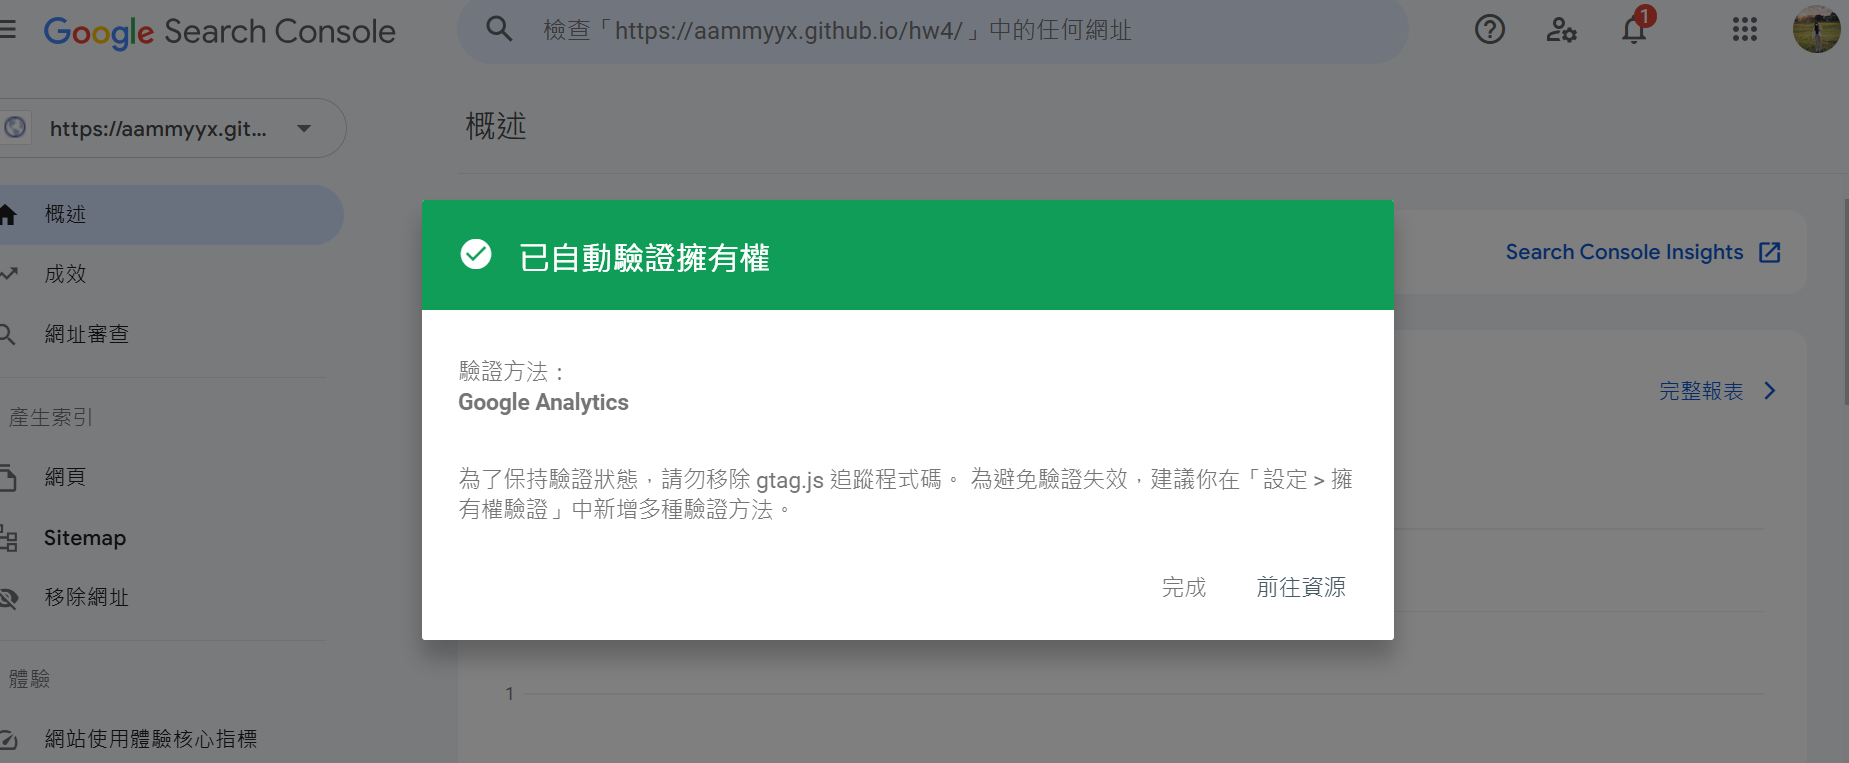 Google Search Console
檢查「https://aammyyx.github.io/hw4/」中的任何網址
1
https://aammyyx.git...
概述
概述
成效
網址審查
產生索引
網頁
Sitemap
移除網址
體驗
網站使用體驗核心指標
Search Console Insights
完整報表
已自動驗證擁有權
驗證方法：
Google Analytics
為了保持驗證狀態，請勿移除 gtag.js 追蹤程式碼。 為避免驗證失效，建議你在「設定 > 擁
有權驗證」中新增多種驗證方法。
完成
前往資源
1